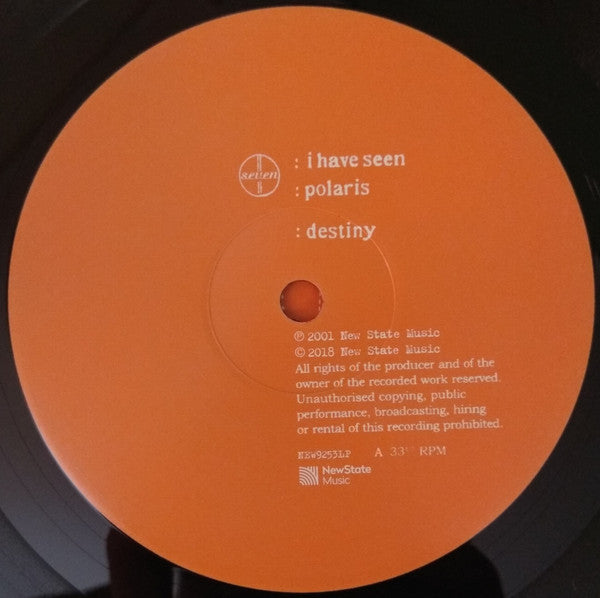 seven
: i have seen
: polaris
: destiny
℗ 2001 New State Music
© 2018 New State Music
All rights of the producer and of the
owner of the recorded work reserved.
Unauthorised copying, public
performance, broadcasting, hiring
or rental of this recording prohibited.
NEW9253LP A 33 RPM
NewState
Music